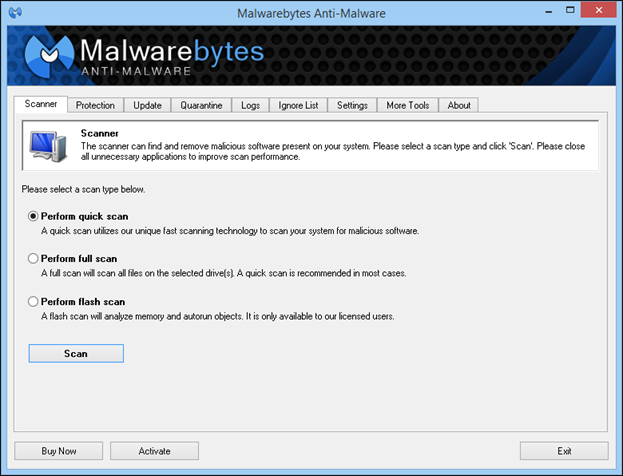 Malwarebytes Anti-Malware
Malwarebytes
ANTI-MALWARE
Scanner Protection Update Quarantine Logs Ignore List Settings More Tools About
Scanner
The scanner can find and remove malicious software present on your system. Please select a scan type and click 'Scan'. Please close
all unnecessary applications to improve scan performance.
Please select a scan type below.
Perform quick scan
A quick scan utilizes our unique fast scanning technology to scan your system for malicious software.
Perform full scan
A full scan will scan all files on the selected drive(s). A quick scan is recommended in most cases.
Perform flash scan
A flash scan will analyze memory and autorun objects. It is only available to our licensed users.
Scan
Buy Now Activate Exit